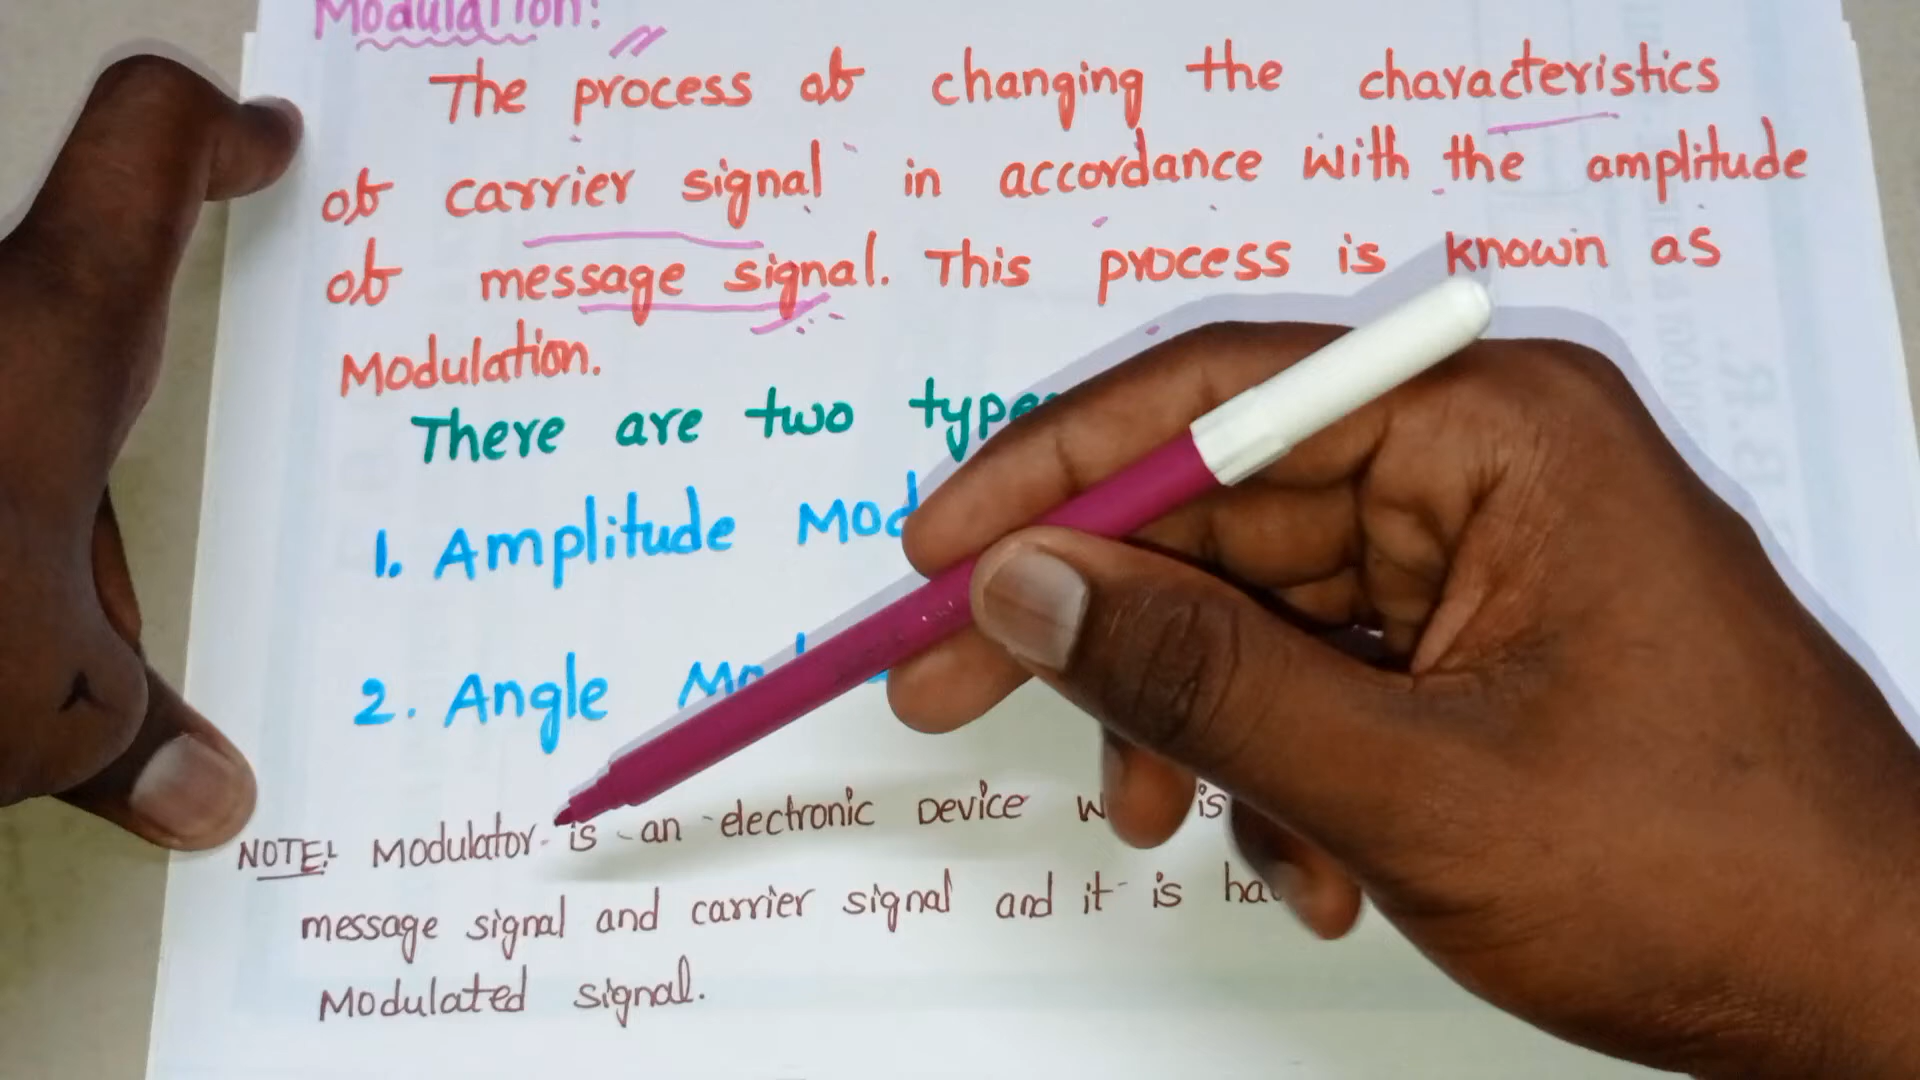 Modulation:
The process of changing the characteristics
of carrier signal in accordance with the amplitude
of message signal. This process is known as
Modulation.
There are two
1. Amplitude
2. Angle
NOTE:- Modulator is an electronic Device is
message signal and carrier signal and it is
Modulated signal.